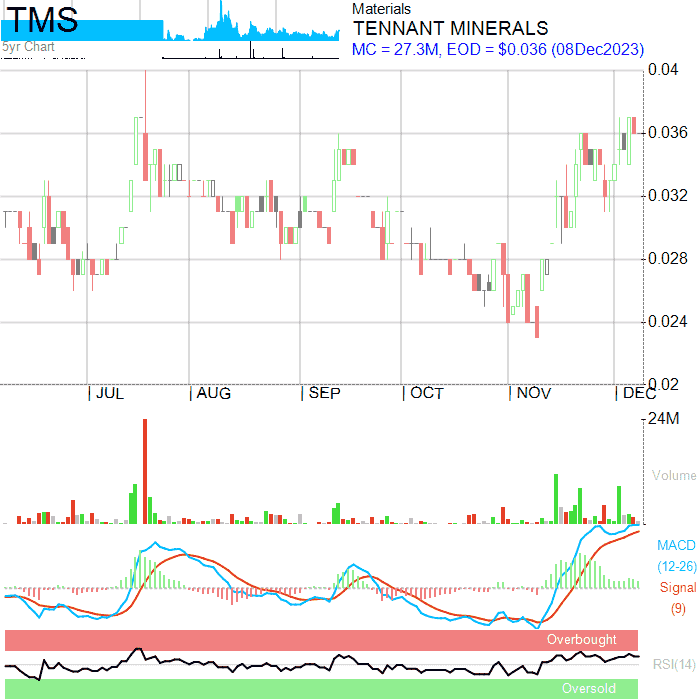 TMS
5yr Chart
Materials
TENNANT MINERALS
MC = 27.3M, EOD = $0.036 (08Dec2023)
0.04
0.036
0.032
0.028
0.024
0.02
JUL AUG SEP OCT NOV DEC
24M
Volume
MACD
(12-26)
Signal
(9)
Overbought
RSI(14)
Oversold